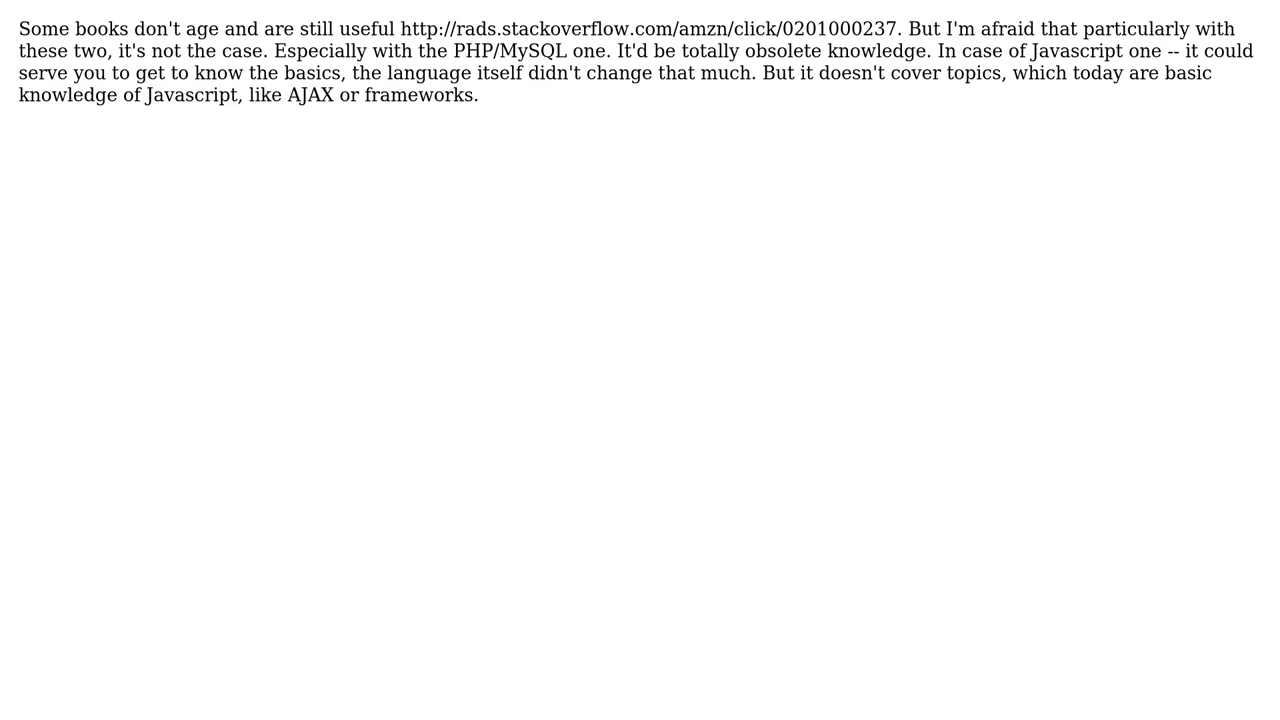 Some books don't age and are still useful http://rads.stackoverflow.com/amzn/click/0201000237. But I'm afraid that particularly with
these two, it's not the case. Especially with the PHP/MySQL one. It'd be totally obsolete knowledge. In case of Javascript one -- it could
serve you to get to know the basics, the language itself didn't change that much. But it doesn't cover topics, which today are basic
knowledge of Javascript, like AJAX or frameworks.